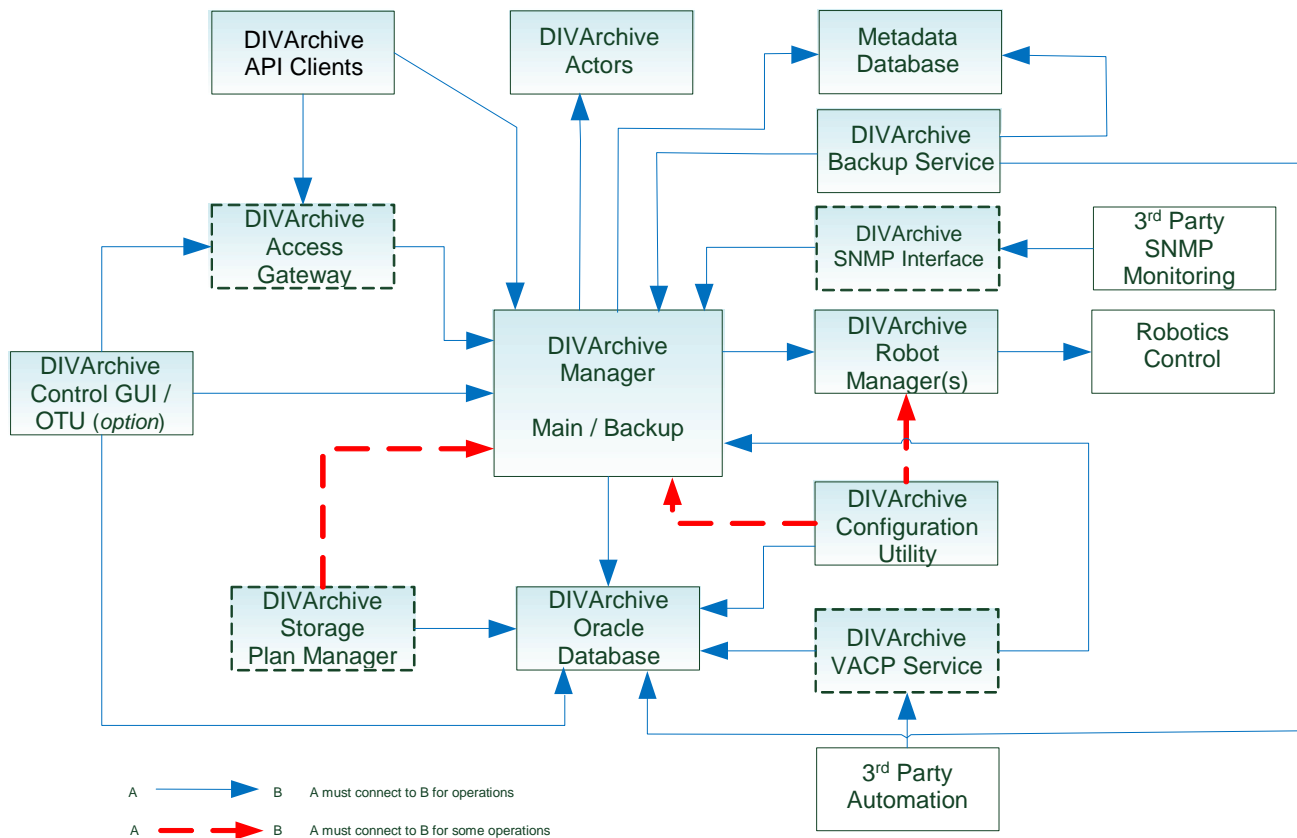 DIVArchive
API Clients
DIVArchive
Actors
Metadata
Database
DIVArchive
Backup Service
DIVArchive
Access
Gateway
DIVArchive
SNMP Interface
3rd Party
SNMP
Monitoring
DIVArchive
Manager
Main / Backup
DIVArchive
Robot
Manager(s)
Robotics
Control
DIVArchive
Control GUI /
OTU (option)
DIVArchive
Configuration
Utility
DIVArchive
Storage
Plan Manager
DIVArchive
Oracle
Database
DIVArchive
VACP Service
3rd Party
Automation
A B A must connect to B for operations
A B A must connect to B for some operations